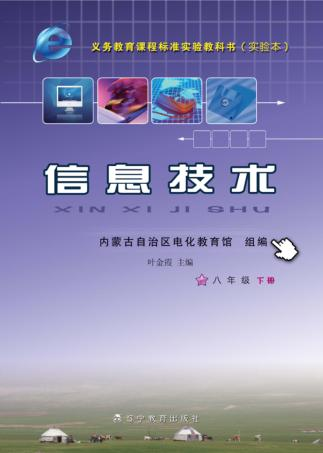 义务教育课程标准实验教科书（实验本）
信息技术
XIN XI JI SHU
内蒙古自治区电化教育馆 组编
叶金霞 主编
八年级 下册
辽宁教育出版社